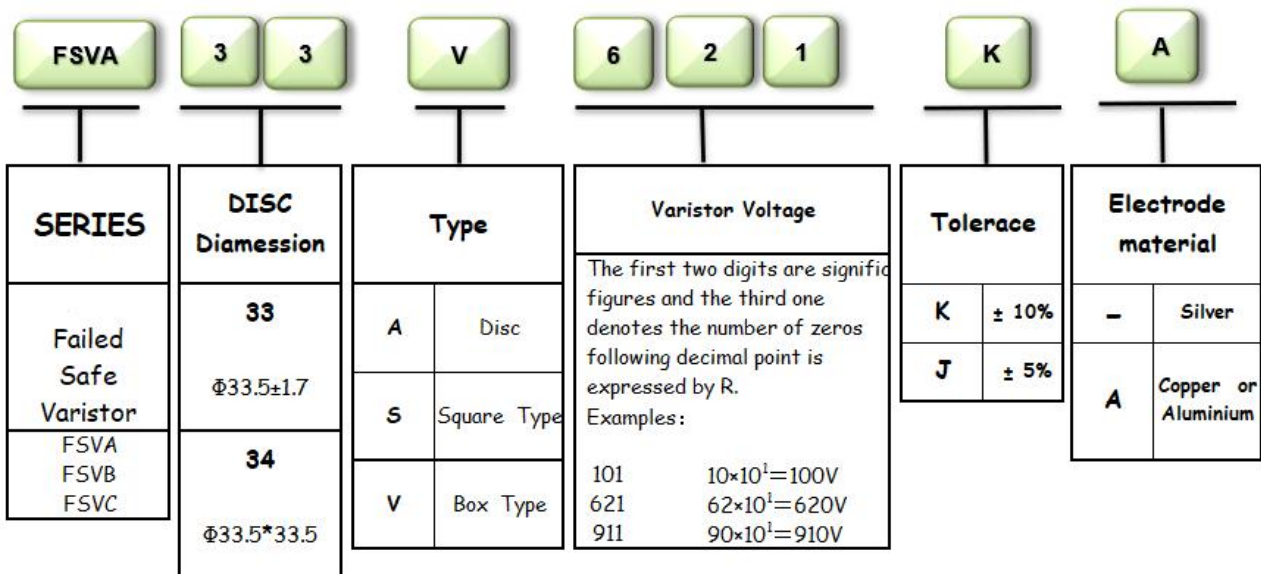 FSVA 3 3 V 6 2 1 K A
SERIES
Failed
Safe
Varistor
FSVA
FSVB
FSVC
DISC
Diamession
33
Φ33.5±1.7
34
Φ33.5*33.5
Type
A Disc
S Square Type
V Box Type
Varistor Voltage
The first two digits are signific
figures and the third one
denotes the number of zeros
following decimal point is
expressed by R.
Examples:
101 10×10¹=100V
621 62×10¹=620V
911 90×10¹=910V
Tolerace
K ± 10%
J ± 5%
Electrode
material
- Silver
A Copper or
Aluminium